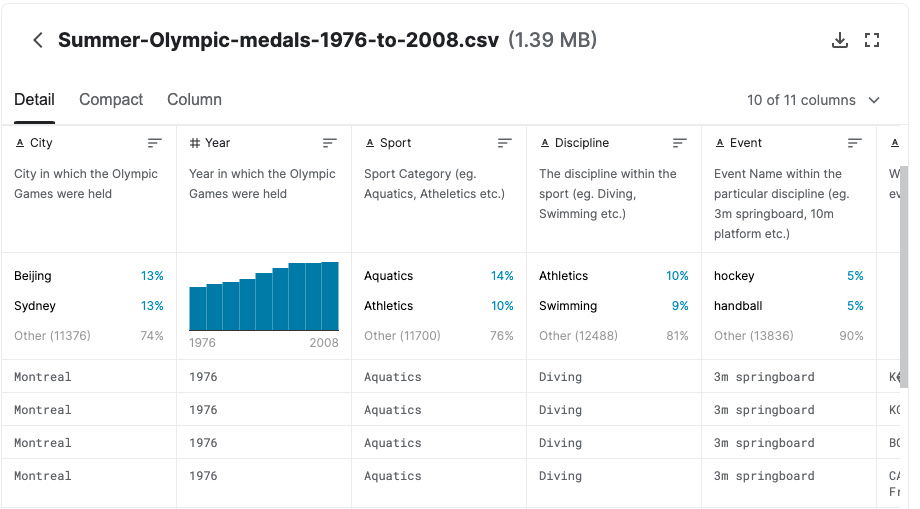 Summer-Olympic-medals-1976-to-2008.csv (1.39 MB)
Detail Compact Column 10 of 11 columns
City Year Sport Discipline Event
City in which the Olympic
Games were held
Year in which the Olympic
Games were held
Sport Category (eg.
Aquatics, Atheletics etc.)
The discipline within the
sport (eg. Diving,
Swimming etc.)
Event Name within the
particular discipline (eg.
3m springboard, 10m
platform etc.)
Beijing 13%
Sydney 13%
Other (11376) 74%
1976 2008
Aquatics 14%
Athletics 10%
Other (11700) 76%
Athletics 10%
Swimming 9%
Other (12488) 81%
hockey 5%
handball 5%
Other (13836) 90%
Montreal 1976 Aquatics Diving 3m springboard
Montreal 1976 Aquatics Diving 3m springboard
Montreal 1976 Aquatics Diving 3m springboard
Montreal 1976 Aquatics Diving 3m springboard